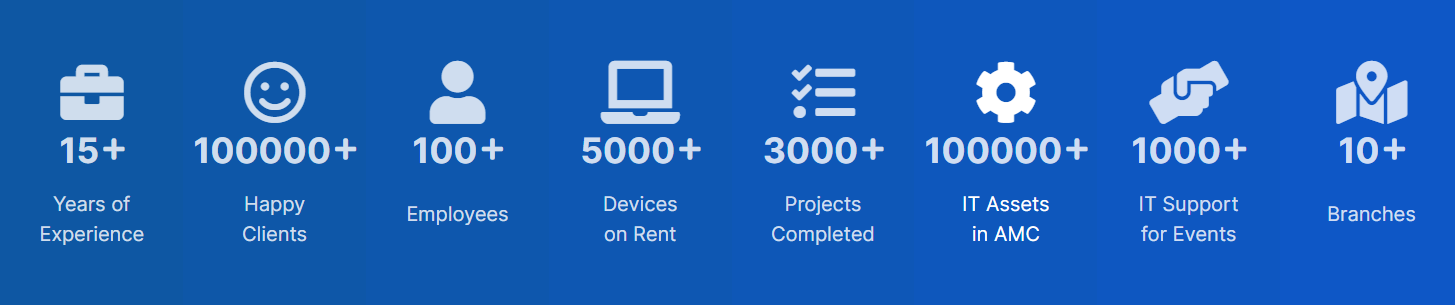 15+
Years of
Experience
100000+
Happy
Clients
100+
Employees
5000+
Devices
on Rent
3000+
Projects
Completed
100000+
IT Assets
in AMC
1000+
IT Support
for Events
10+
Branches